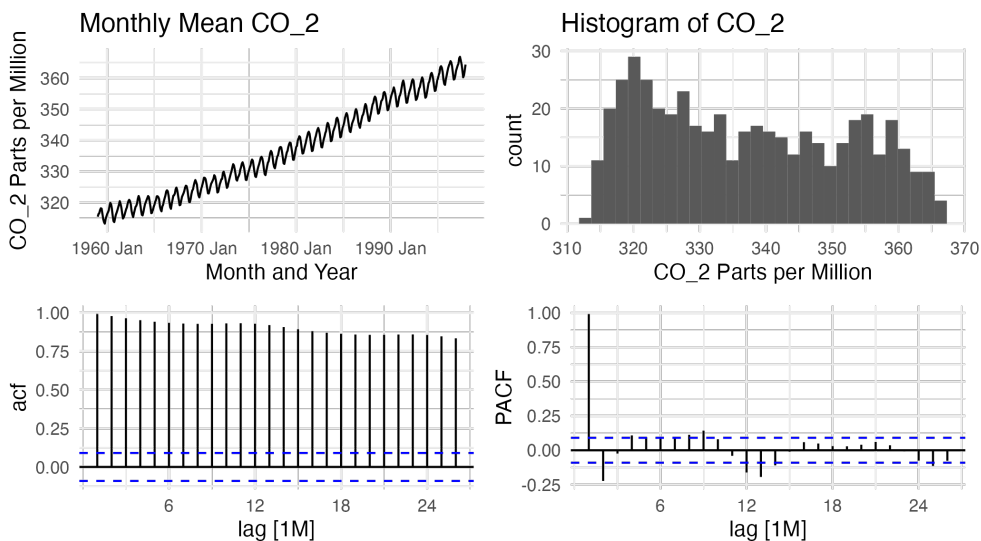 Monthly Mean CO_2
CO_2 Parts per Million
360
350
340
330
320
1960 Jan 1970 Jan 1980 Jan 1990 Jan
Month and Year
Histogram of CO_2
count
30
20
10
0
310 320 330 340 350 360 370
CO_2 Parts per Million
acf
1.00
0.75
0.50
0.25
0.00
6 12 18 24
lag [1M]
PACF
1.00
0.75
0.50
0.25
0.00
-0.25
6 12 18 24
lag [1M]